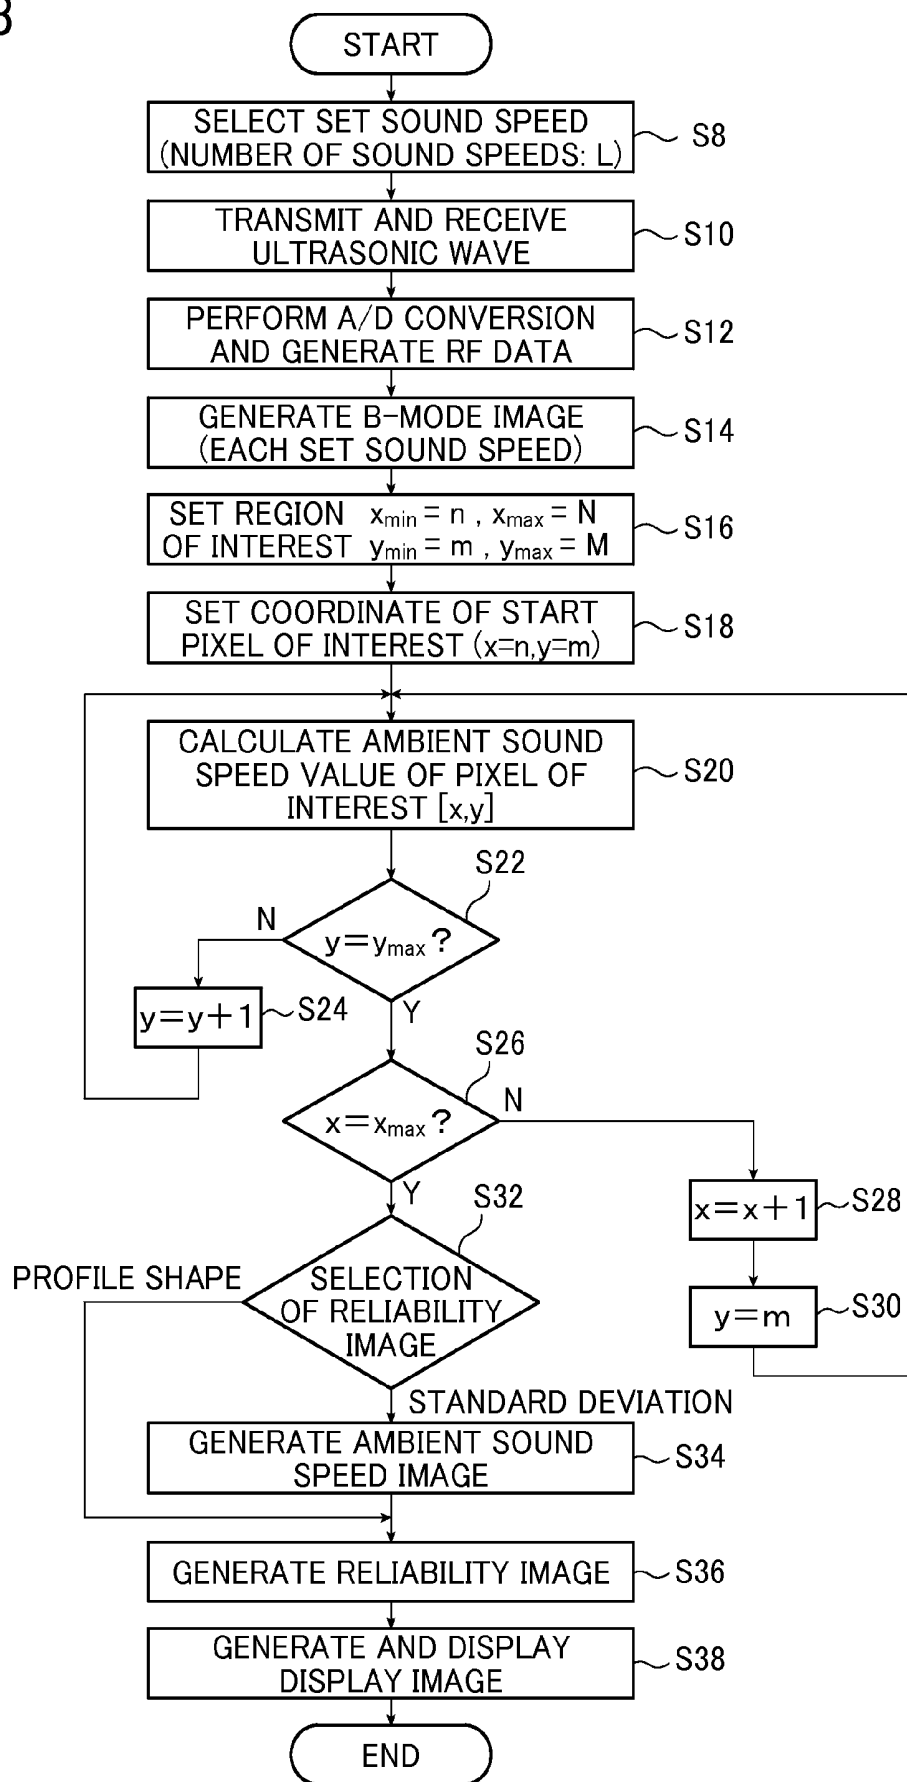 START
SELECT SET SOUND SPEED
(NUMBER OF SOUND SPEEDS: L)
S8
TRANSMIT AND RECEIVE
ULTRASONIC WAVE
S10
PERFORM A/D CONVERSION
AND GENERATE RF DATA
S12
GENERATE B-MODE IMAGE
(EACH SET SOUND SPEED)
S14
SET REGION xmin = n , xmax = N
OF INTEREST ymin = m , ymax = M
S16
SET COORDINATE OF START
PIXEL OF INTEREST (x=n,y=m)
S18
CALCULATE AMBIENT SOUND
SPEED VALUE OF PIXEL OF
INTEREST [x,y]
S20
S22
N
y=ymax?
Y
y=y+1
S24
S26
N
x=xmax?
Y
x=x+1
S28
y=m
S30
S32
PROFILE SHAPE
SELECTION
OF RELIABILITY
IMAGE
STANDARD DEVIATION
GENERATE AMBIENT SOUND
SPEED IMAGE
S34
GENERATE RELIABILITY IMAGE
S36
GENERATE AND DISPLAY
DISPLAY IMAGE
S38
END